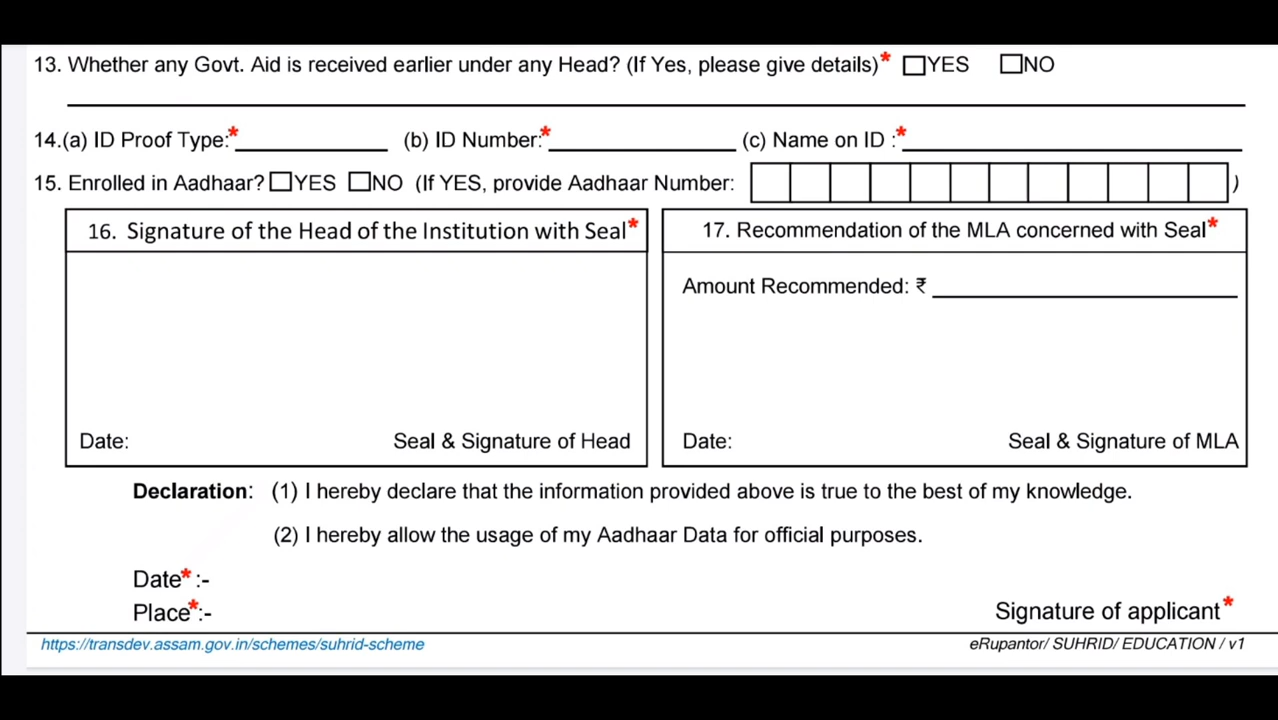 13. Whether any Govt. Aid is received earlier under any Head? (If Yes, please give details)* YES NO
14.(a) ID Proof Type:* (b) ID Number:* (c) Name on ID :*
15. Enrolled in Aadhaar? YES NO (If YES, provide Aadhaar Number: )
16. Signature of the Head of the Institution with Seal*
Date: Seal & Signature of Head
17. Recommendation of the MLA concerned with Seal*
Amount Recommended: ₹
Date: Seal & Signature of MLA
Declaration: (1) I hereby declare that the information provided above is true to the best of my knowledge.
(2) I hereby allow the usage of my Aadhaar Data for official purposes.
Date* :-
Place*:-
Signature of applicant*
https://transdev.assam.gov.in/schemes/suhrid-scheme eRupantor/ SUHRID/ EDUCATION / v1